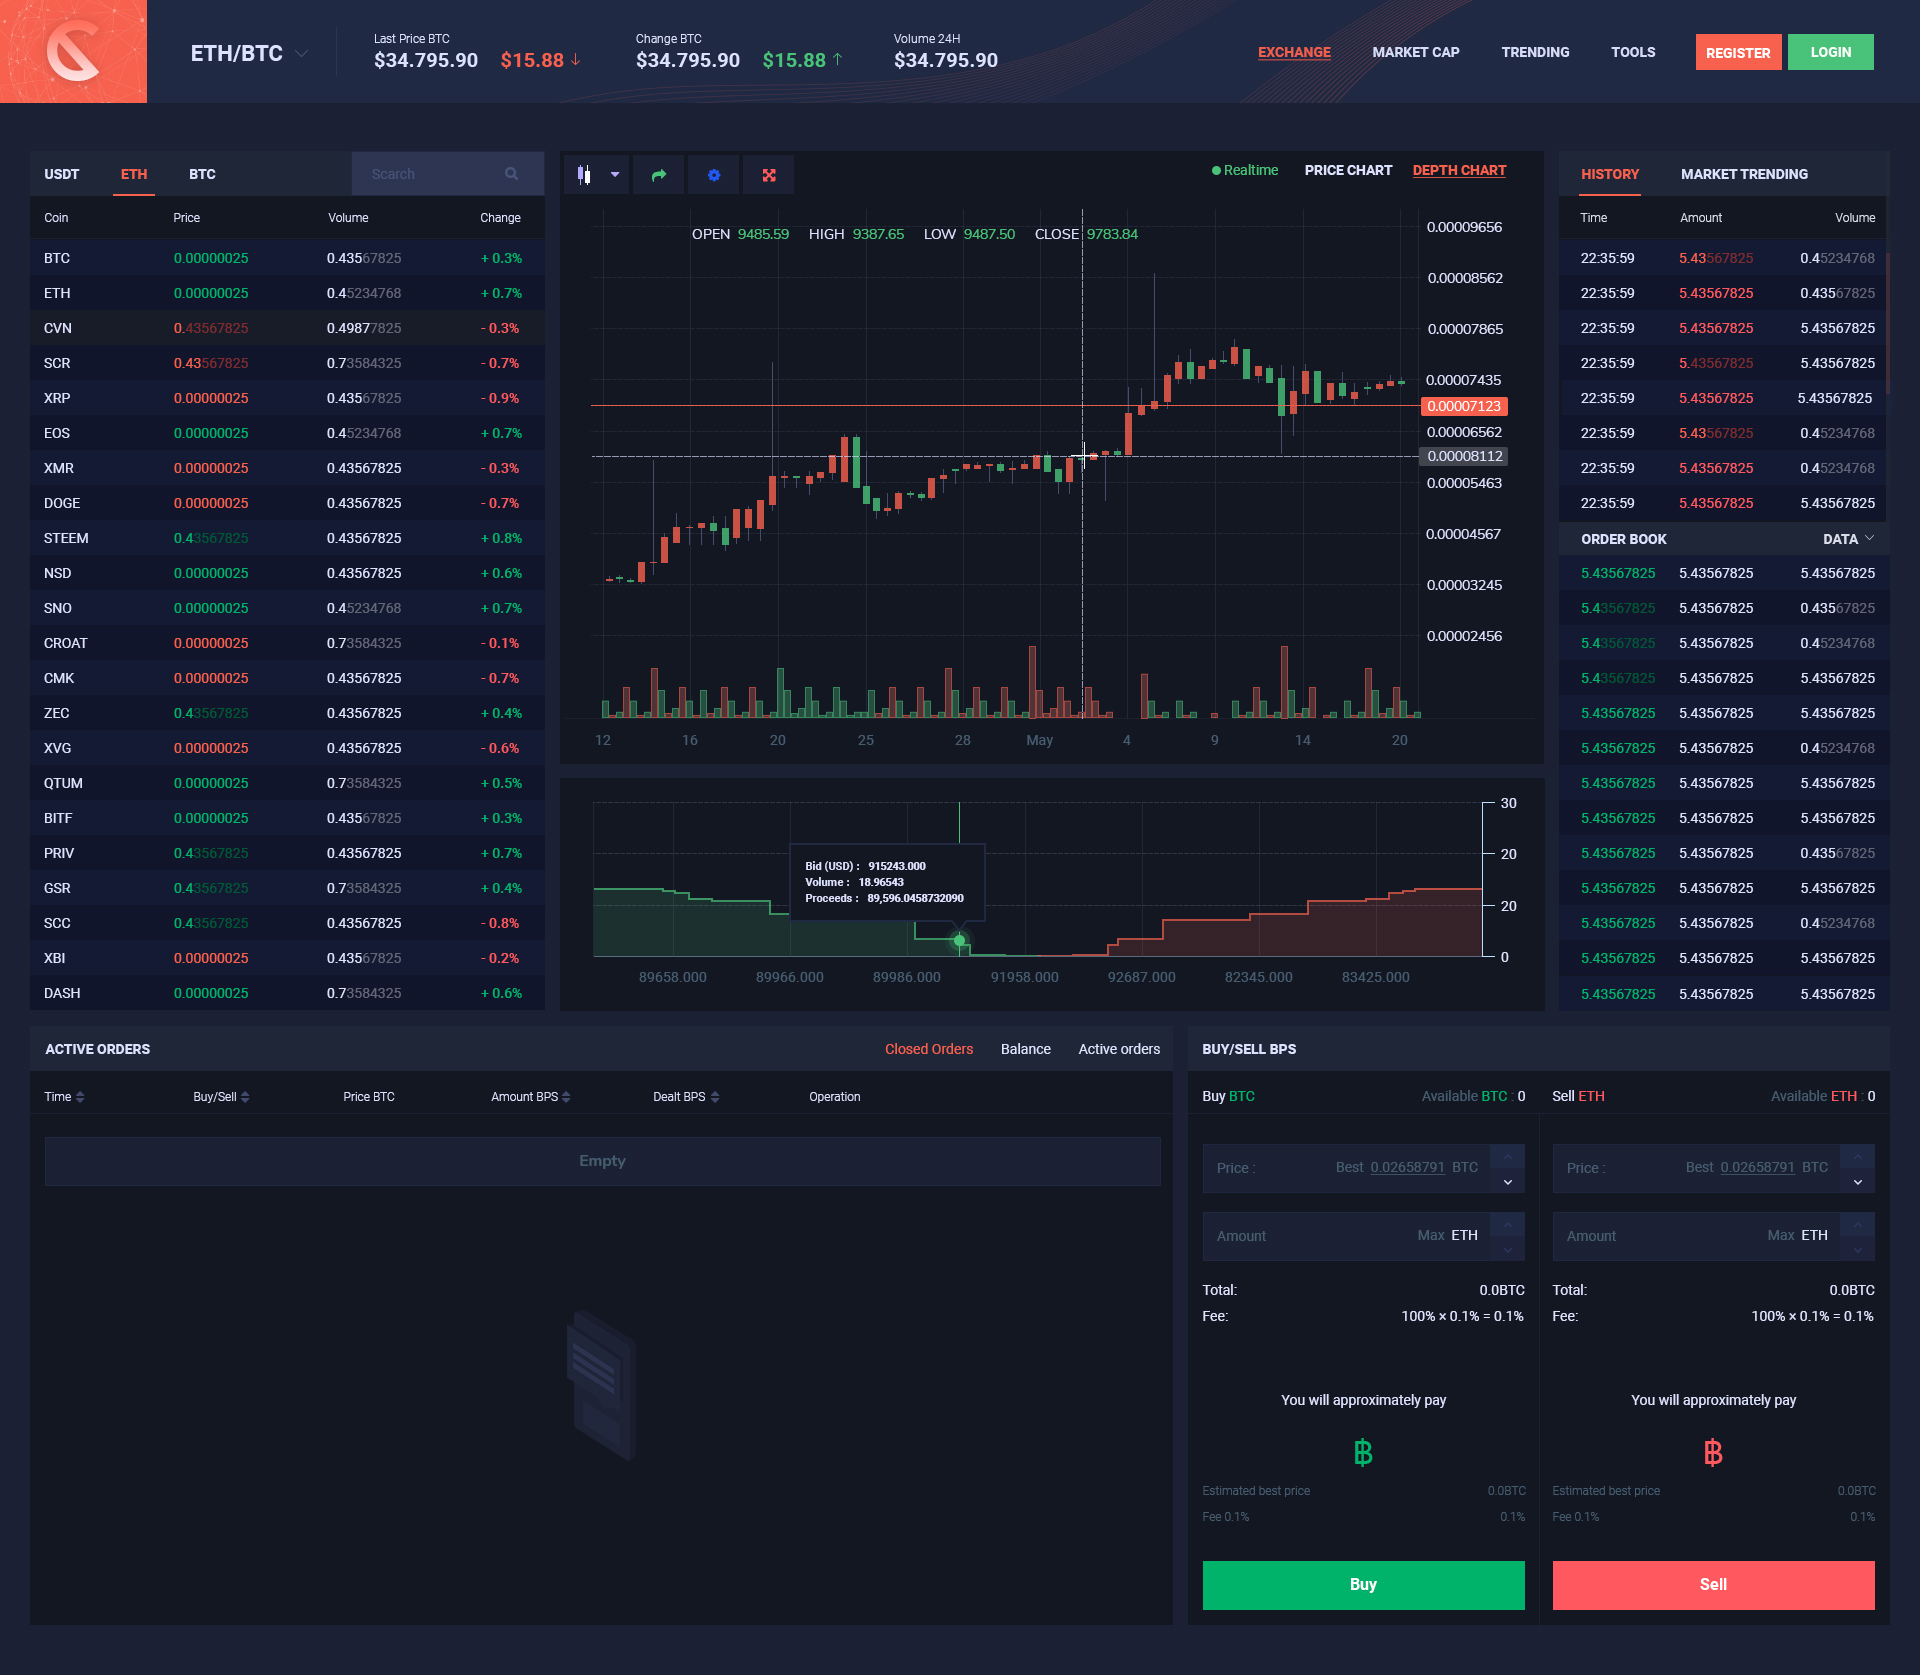 ETH/BTC
Last Price BTC
$34.795.90 $15.88
Change BTC
$34.795.90 $15.88
Volume 24H
$34.795.90
EXCHANGE MARKET CAP TRENDING TOOLS REGISTER LOGIN
USDT ETH BTC Search
Coin Price Volume Change
BTC 0.00000025 0.43567825 + 0.3%
ETH 0.00000025 0.45234768 + 0.7%
CVN 0.43567825 0.49877825 - 0.3%
SCR 0.43567825 0.73584325 - 0.7%
XRP 0.00000025 0.43567825 - 0.9%
EOS 0.00000025 0.45234768 + 0.7%
XMR 0.00000025 0.43567825 - 0.3%
DOGE 0.00000025 0.43567825 - 0.7%
STEEM 0.43567825 0.43567825 + 0.8%
NSD 0.00000025 0.43567825 + 0.6%
SNO 0.00000025 0.45234768 + 0.7%
CROAT 0.00000025 0.73584325 - 0.1%
CMK 0.00000025 0.43567825 - 0.7%
ZEC 0.43567825 0.43567825 + 0.4%
XVG 0.00000025 0.43567825 - 0.6%
QTUM 0.00000025 0.73584325 + 0.5%
BITF 0.00000025 0.43567825 + 0.3%
PRIV 0.43567825 0.43567825 + 0.7%
GSR 0.43567825 0.73584325 + 0.4%
SCC 0.43567825 0.43567825 - 0.8%
XBI 0.00000025 0.43567825 - 0.2%
DASH 0.00000025 0.73584325 + 0.6%
Realtime PRICE CHART DEPTH CHART
OPEN 9485.59 HIGH 9387.65 LOW 9487.50 CLOSE 9783.84
0.00009656
0.00008562
0.00007865
0.00007435
0.00007123
0.00006562
0.00008112
0.00005463
0.00004567
0.00003245
0.00002456
12 16 20 25 28 May 4 9 14 20
30
20
20
0
Bid (USD) : 915243.000
Volume : 18.96543
Proceeds : 89,596.0458732090
89658.000 89966.000 89986.000 91958.000 92687.000 82345.000 83425.000
HISTORY MARKET TRENDING
Time Amount Volume
22:35:59 5.43567825 0.45234768
22:35:59 5.43567825 0.43567825
22:35:59 5.43567825 5.43567825
22:35:59 5.43567825 5.43567825
22:35:59 5.43567825 5.43567825
22:35:59 5.43567825 0.45234768
22:35:59 5.43567825 0.45234768
22:35:59 5.43567825 5.43567825
ORDER BOOK DATA
5.43567825 5.43567825 5.43567825
5.43567825 5.43567825 0.43567825
5.43567825 5.43567825 0.45234768
5.43567825 5.43567825 5.43567825
5.43567825 5.43567825 5.43567825
5.43567825 5.43567825 0.45234768
5.43567825 5.43567825 5.43567825
5.43567825 5.43567825 5.43567825
5.43567825 5.43567825 0.43567825
5.43567825 5.43567825 5.43567825
5.43567825 5.43567825 0.45234768
5.43567825 5.43567825 5.43567825
5.43567825 5.43567825 5.43567825
ACTIVE ORDERS Closed Orders Balance Active orders
Time Buy/Sell Price BTC Amount BPS Dealt BPS Operation
Empty
BUY/SELL BPS
Buy BTC Available BTC : 0
Price : Best 0.02658791 BTC
Amount Max ETH
Total: 0.0BTC
Fee: 100% × 0.1% = 0.1%
You will approximately pay
฿
Estimated best price 0.0BTC
Fee 0.1% 0.1%
Buy
Sell ETH Available ETH : 0
Price : Best 0.02658791 BTC
Amount Max ETH
Total: 0.0BTC
Fee: 100% × 0.1% = 0.1%
You will approximately pay
฿
Estimated best price 0.0BTC
Fee 0.1% 0.1%
Sell